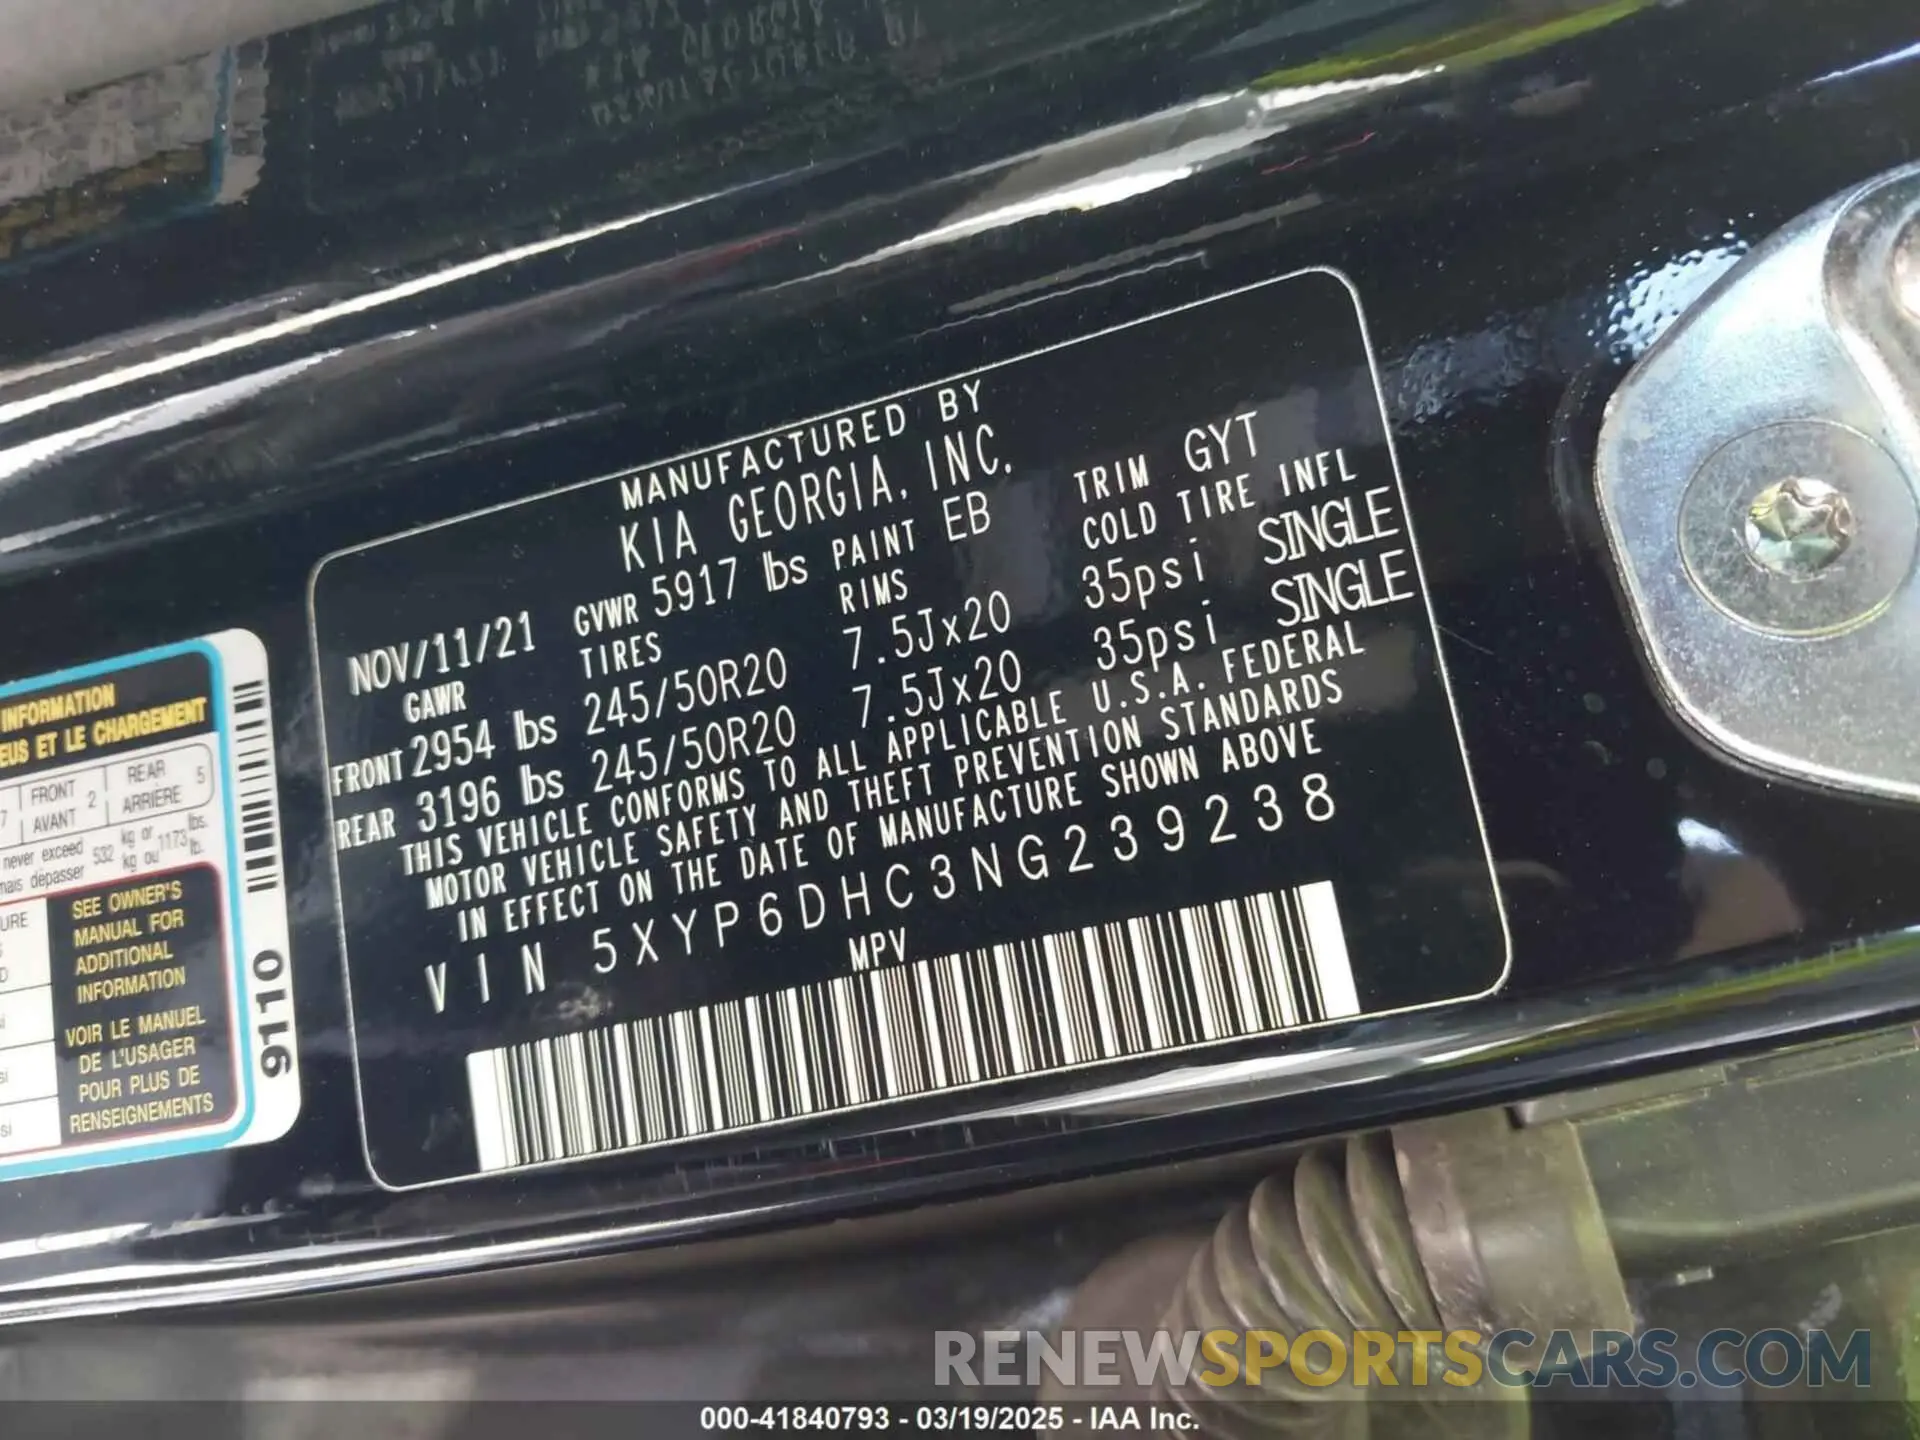 MANUFACTURED BY
KIA GEORGIA, INC.
NOV/11/21 GVWR 5917 lbs PAINT EB TRIM GYT
GAWR TIRES RIMS COLD TIRE INFL
FRONT 2954 lbs 245/50R20 7.5Jx20 35psi SINGLE
REAR 3196 lbs 245/50R20 7.5Jx20 35psi SINGLE
THIS VEHICLE CONFORMS TO ALL APPLICABLE U.S.A. FEDERAL
MOTOR VEHICLE SAFETY AND THEFT PREVENTION STANDARDS
IN EFFECT ON THE DATE OF MANUFACTURE SHOWN ABOVE
VIN 5XYP6DHC3NG239238
MPV
INFORMATION
ET LE CHARGEMENT
7 FRONT 2 REAR 5
AVANT ARRIÈRE
never exceed 532 kg or 1173 lbs.
dépasser kg ou lb.
SEE OWNER'S
MANUAL FOR
ADDITIONAL
INFORMATION
VOIR LE MANUEL
DE L'USAGER
POUR PLUS DE
RENSEIGNEMENTS
9110
RENEWSPORTSCARS.COM
000-41840793 - 03/19/2025 - IAA Inc.